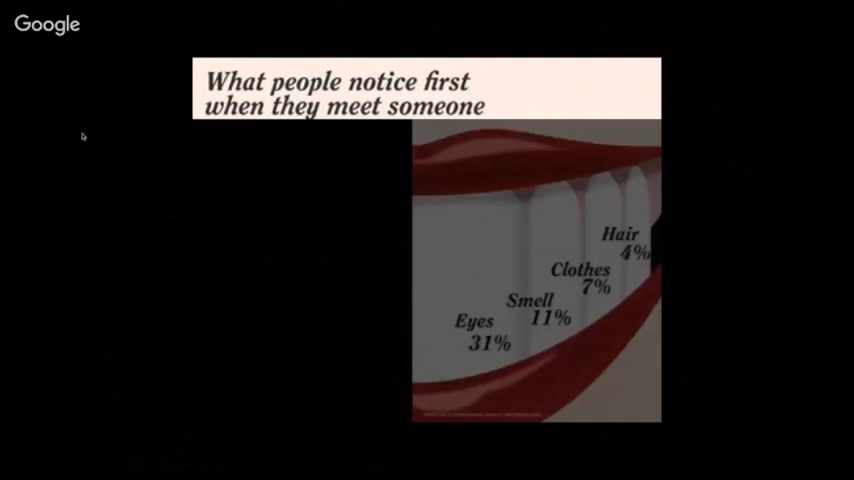 Google
What people notice first
when they meet someone
Hair
4%
Clothes
7%
Smell
11%
Eyes
31%